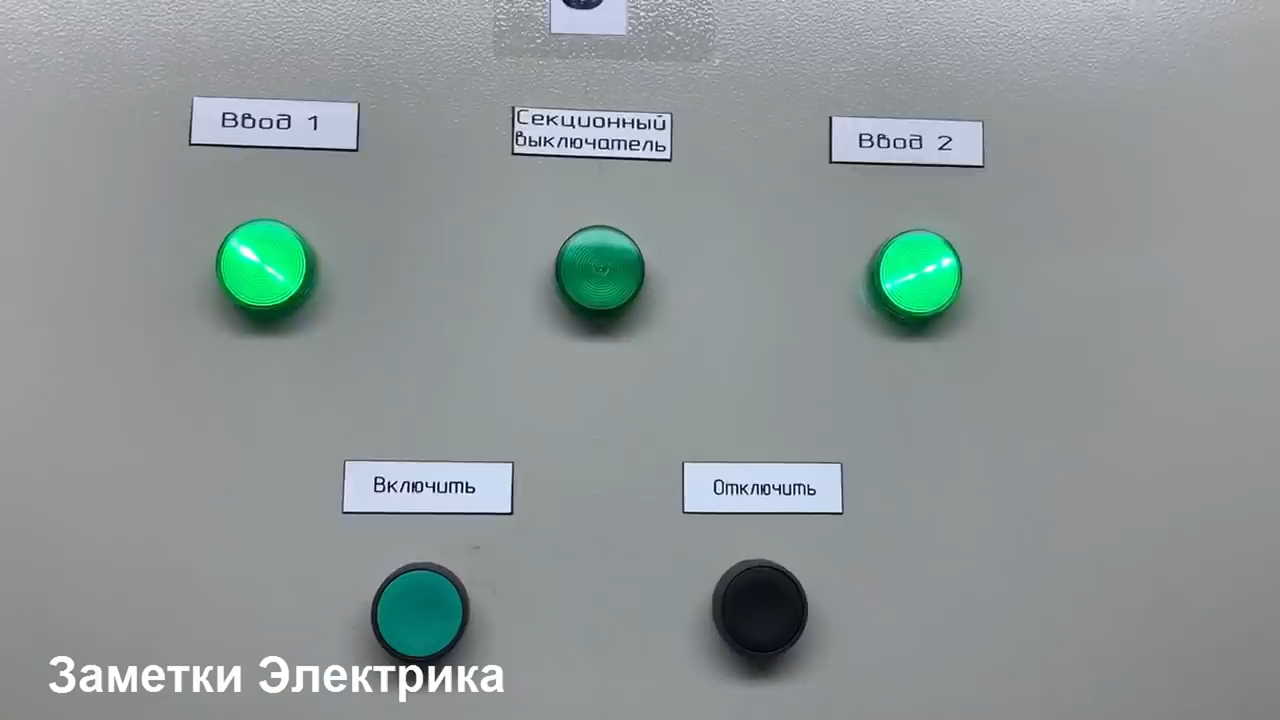 Ввод 1
Секционный
выключатель
Ввод 2
Включить
Отключить
Заметки Электрика